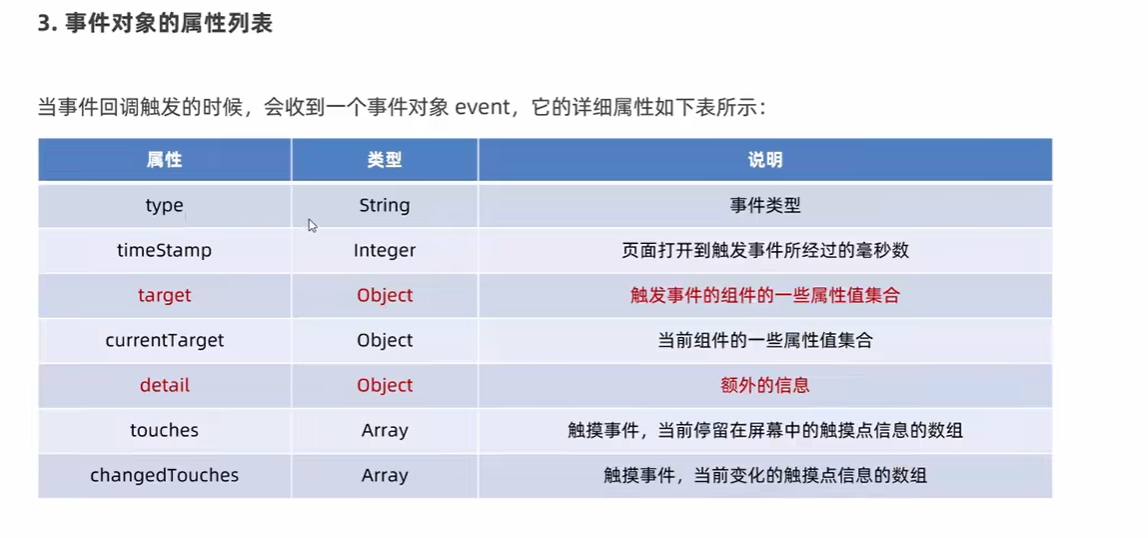 3. 事件对象的属性列表
当事件回调触发的时候，会收到一个事件对象 event，它的详细属性如下表所示：
属性 类型 说明
type String 事件类型
timeStamp Integer 页面打开到触发事件所经过的毫秒数
target Object 触发事件的组件的一些属性值集合
currentTarget Object 当前组件的一些属性值集合
detail Object 额外的信息
touches Array 触摸事件，当前停留在屏幕中的触摸点信息的数组
changedTouches Array 触摸事件，当前变化的触摸点信息的数组